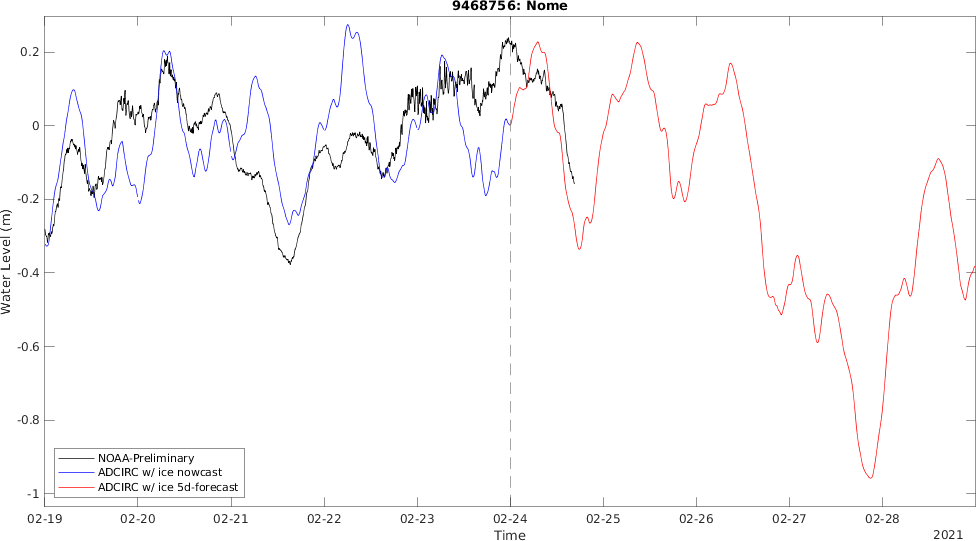 9468756: Nome
Water Level (m)
0.2
0
-0.2
-0.4
-0.6
-0.8
-1
NOAA-Preliminary
ADCIRC w/ ice nowcast
ADCIRC w/ ice 5d-forecast
02-19 02-20 02-21 02-22 02-23 02-24 02-25 02-26 02-27 02-28
2021
Time